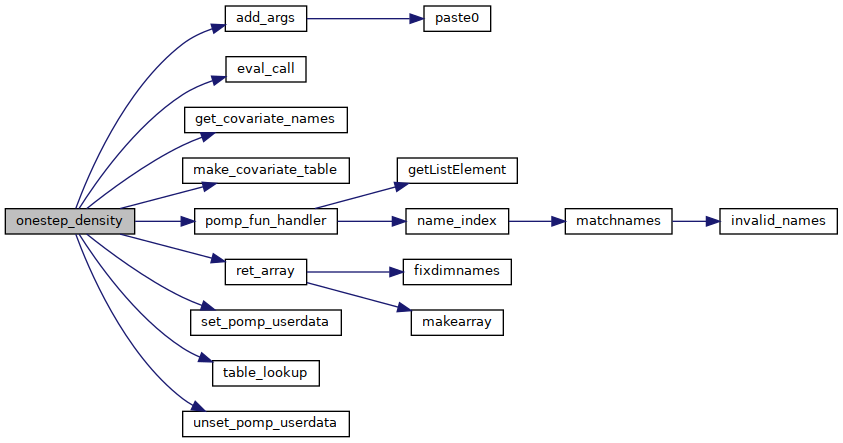 add_args
paste0
eval_call
get_covariate_names
make_covariate_table
getListElement
onestep_density
pomp_fun_handler
name_index
matchnames
invalid_names
ret_array
fixdimnames
set_pomp_userdata
makearray
table_lookup
unset_pomp_userdata